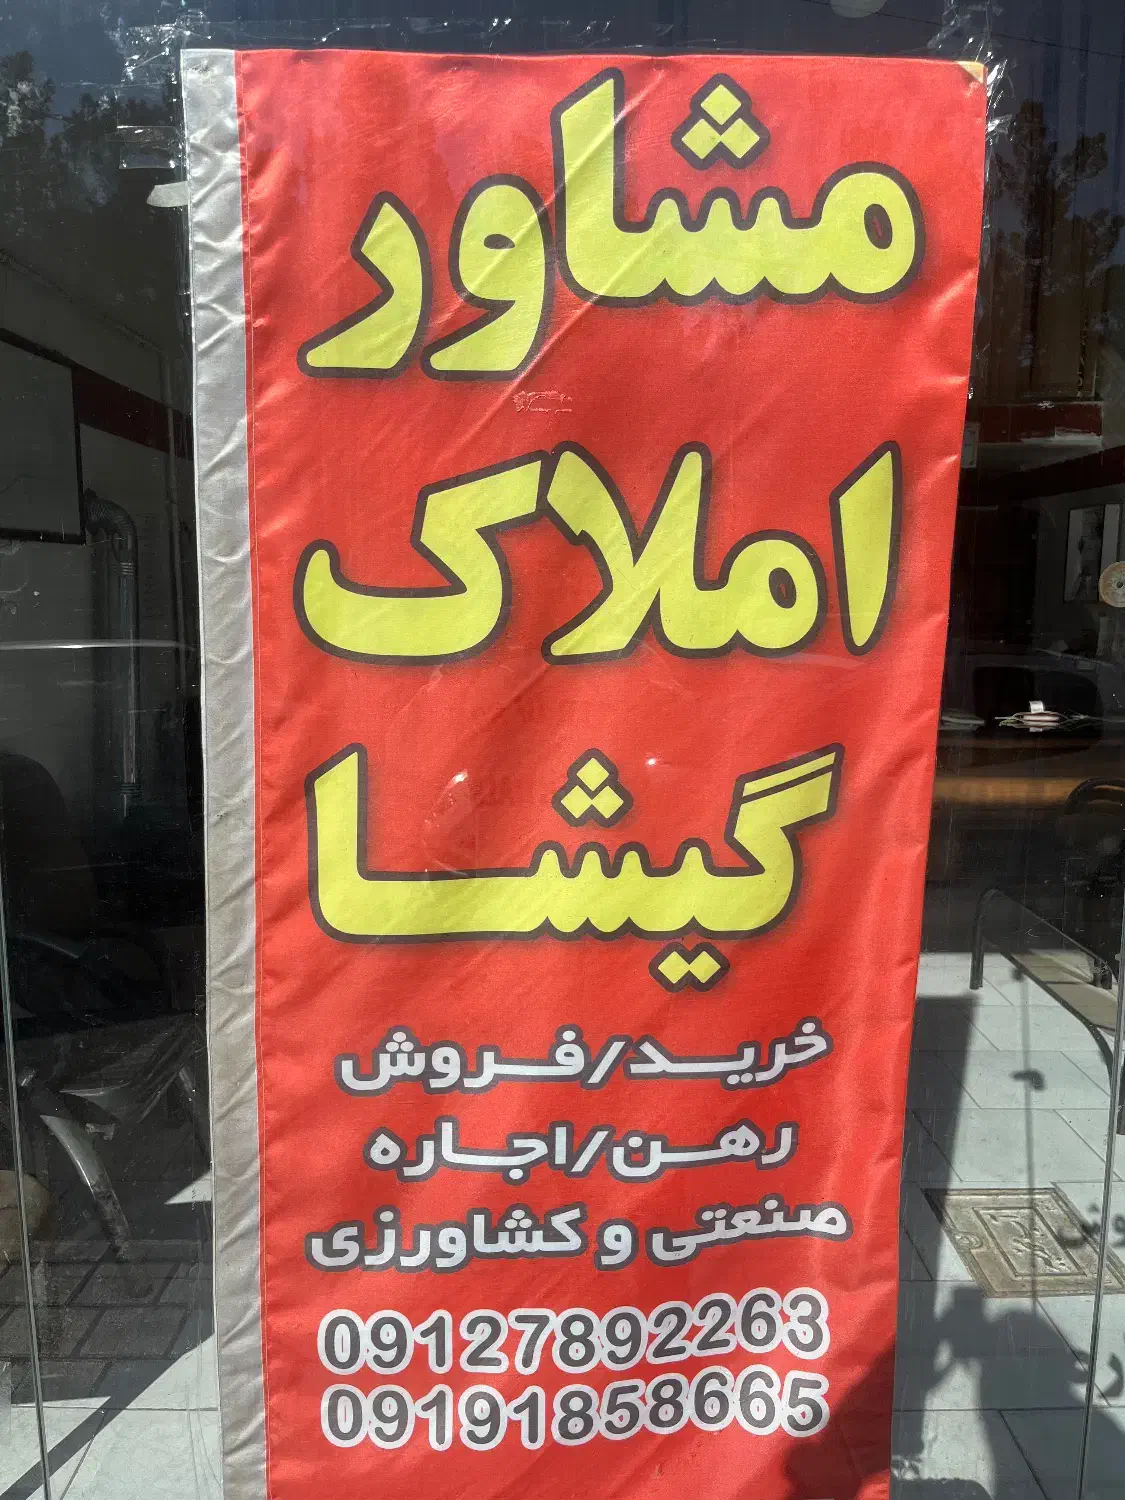 مشاور
املاک
گیشا
خرید/فروش
رهن/اجاره
صنعتی و کشاورزی
09127892263
09191858665